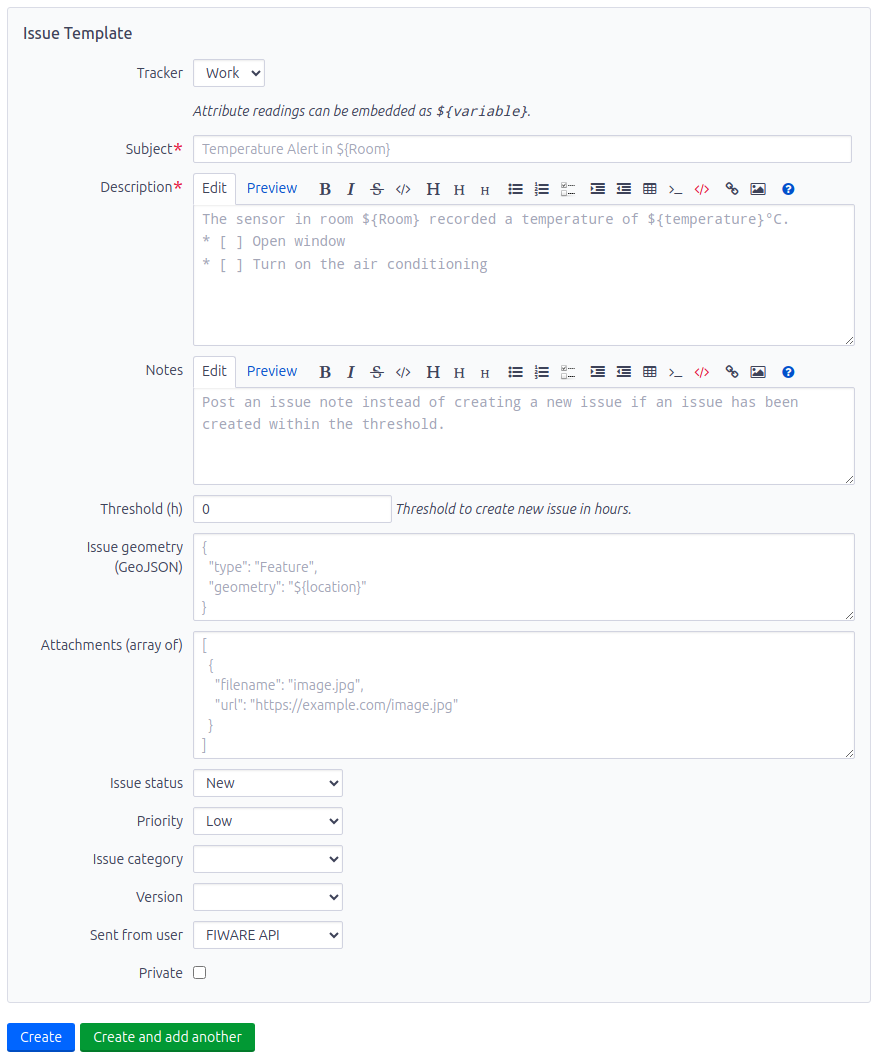 Issue Template
Tracker Work
Attribute readings can be embedded as ${variable}.
Subject* Temperature Alert in ${Room}
Description* Edit Preview B I S </> H H H
The sensor in room ${Room} recorded a temperature of ${temperature}°C.
* [ ] Open window
* [ ] Turn on the air conditioning
Notes Edit Preview B I S </> H H H
Post an issue note instead of creating a new issue if an issue has been
created within the threshold.
Threshold (h) 0 Threshold to create new issue in hours.
Issue geometry
(GeoJSON)
{
"type": "Feature",
"geometry": "${location}"
}
Attachments (array of)
[
{
"filename": "image.jpg",
"url": "https://example.com/image.jpg"
}
]
Issue status New
Priority Low
Issue category
Version
Sent from user FIWARE API
Private
Create Create and add another